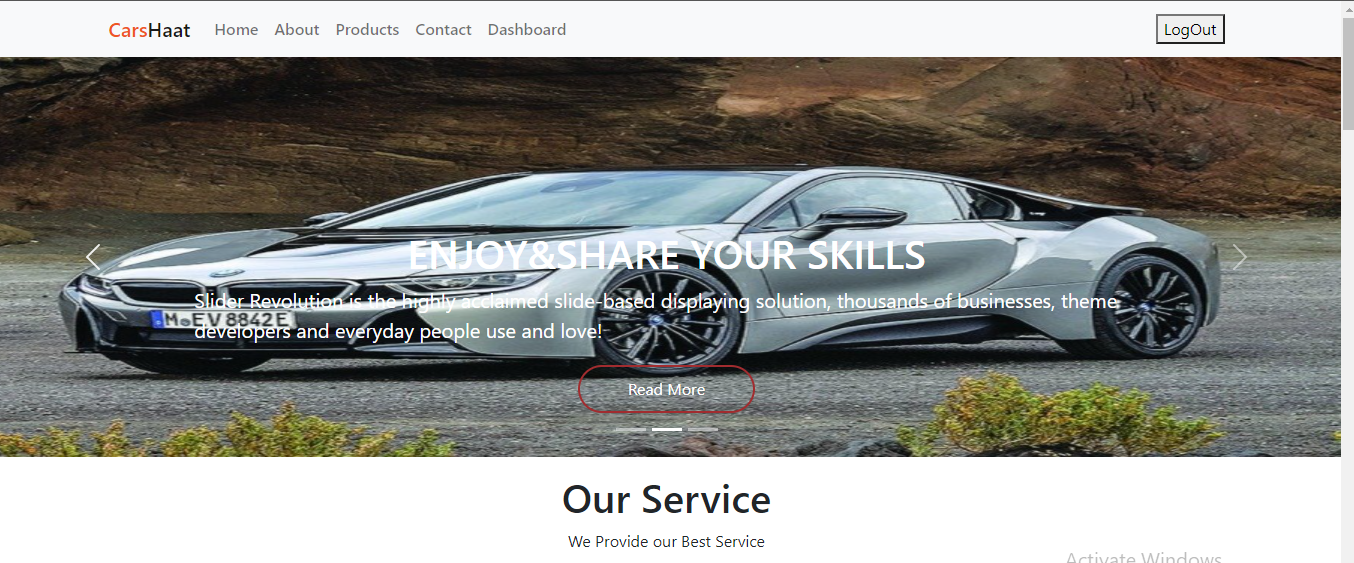 CarsHaat Home About Products Contact Dashboard LogOut
ENJOY&SHARE YOUR SKILLS
Slider Revolution is the highly acclaimed slide-based displaying solution, thousands of businesses, theme
developers and everyday people use and love!
M EV 8842E
Read More
Our Service
We Provide our Best Service
Activate Windows